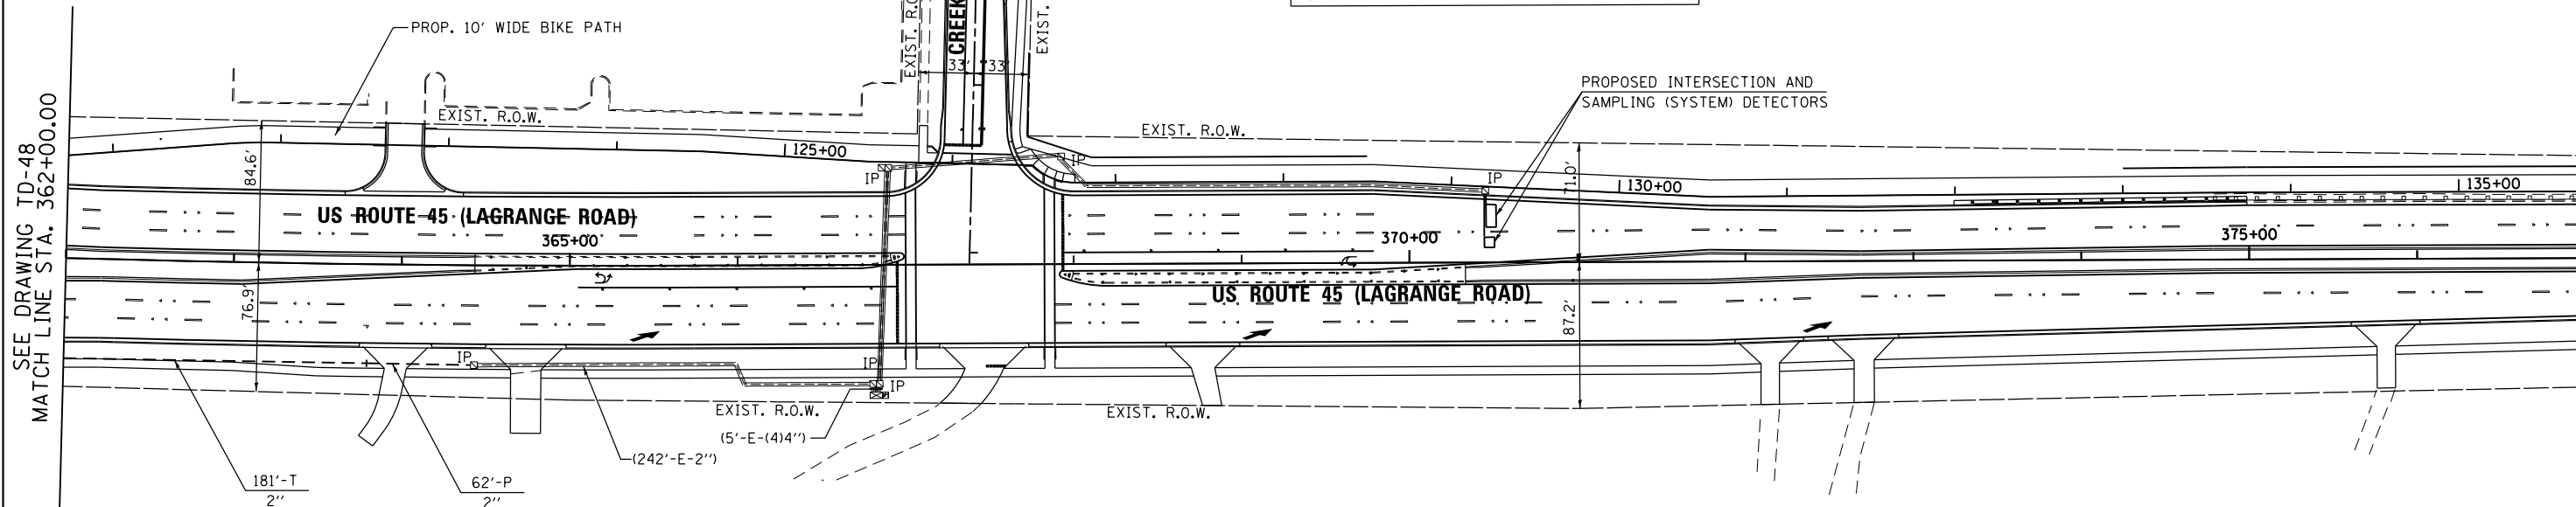 SEE DRAWING TD-48
MATCH LINE STA. 362+00.00
PROP. 10' WIDE BIKE PATH
EXIST. R.O.W.
84.6'
76.9'
125+00
US ROUTE 45 (LAGRANGE ROAD)
365+00
CREEK
33'
33'
EXIST.
EXIST. R.O.W.
IP
IP
IP
PROPOSED INTERSECTION AND
SAMPLING (SYSTEM) DETECTORS
71.0'
87.2'
130+00
135+00
370+00
375+00
US ROUTE 45 (LAGRANGE ROAD)
IP
IP
IP
EXIST. R.O.W.
EXIST. R.O.W.
(5'-E-(4)4'')
(242'-E-2'')
181'-T
2''
62'-P
2''